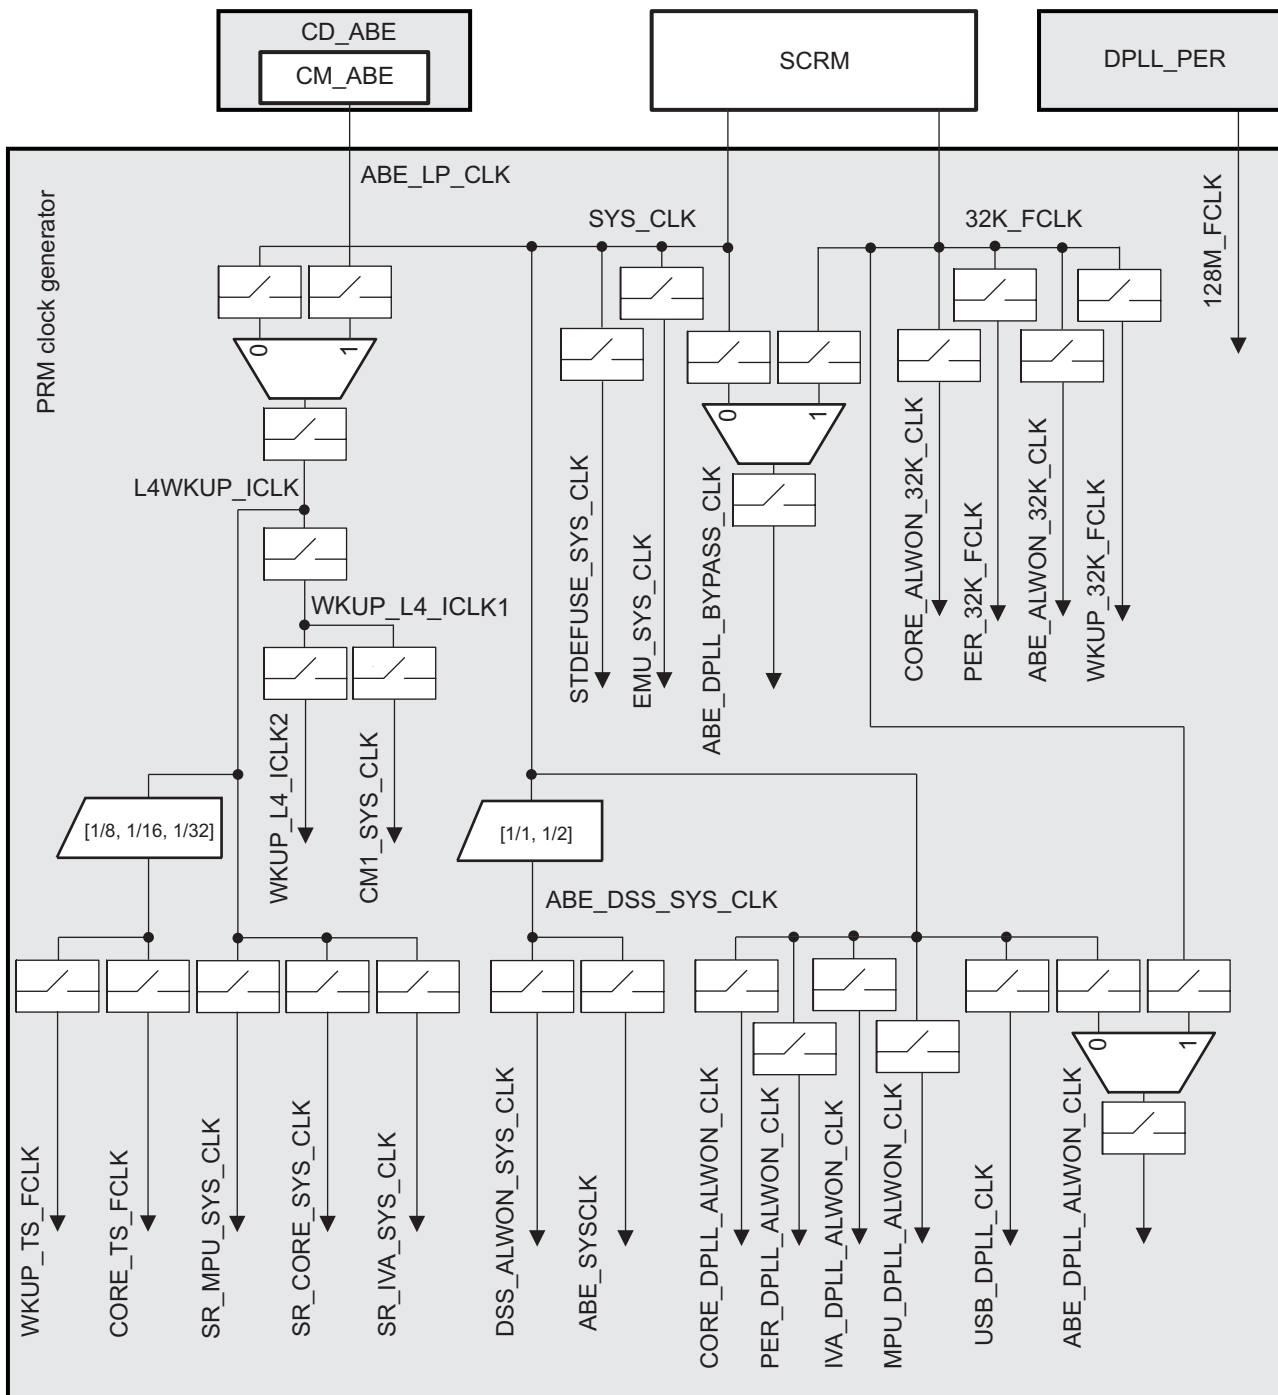 CD_ABE
CM_ABE
SCRM
DPLL_PER
PRM clock generator
ABE_LP_CLK
SYS_CLK
32K_FCLK
128M_FCLK
0
1
0
1
L4WKUP_ICLK
WKUP_L4_ICLK1
STDEFUSE_SYS_CLK
EMU_SYS_CLK
ABE_DPLL_BYPASS_CLK
CORE_ALWON_32K_CLK
PER_32K_FCLK
ABE_ALWON_32K_CLK
WKUP_32K_FCLK
WKUP_L4_ICLK2
CM1_SYS_CLK
[1/8, 1/16, 1/32]
[1/1, 1/2]
ABE_DSS_SYS_CLK
0
1
WKUP_TS_FCLK
CORE_TS_FCLK
SR_MPU_SYS_CLK
SR_CORE_SYS_CLK
SR_IVA_SYS_CLK
DSS_ALWON_SYS_CLK
ABE_SYSCLK
CORE_DPLL_ALWON_CLK
PER_DPLL_ALWON_CLK
IVA_DPLL_ALWON_CLK
MPU_DPLL_ALWON_CLK
USB_DPLL_CLK
ABE_DPLL_ALWON_CLK